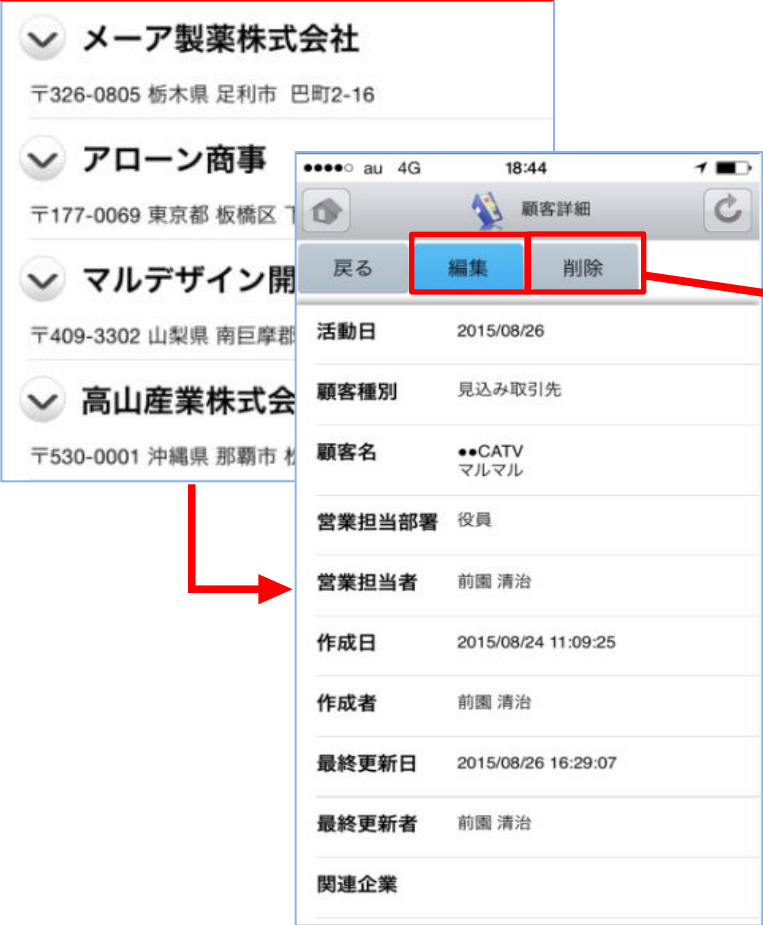 メーア製薬株式会社
〒326-0805 栃木県 足利市 巴町2-16
アローン商事
〒177-0069 東京都 板橋区
マルデザイン開
〒409-3302 山梨県 南巨摩郡
高山産業株式会
〒530-0001 沖縄県 那覇市
au 4G 18:44
顧客詳細
戻る 編集 削除
活動日 2015/08/26
顧客種別 見込み取引先
顧客名 ●●CATV
マルマル
営業担当部署 役員
営業担当者 前園 清治
作成日 2015/08/24 11:09:25
作成者 前園 清治
最終更新日 2015/08/26 16:29:07
最終更新者 前園 清治
関連企業